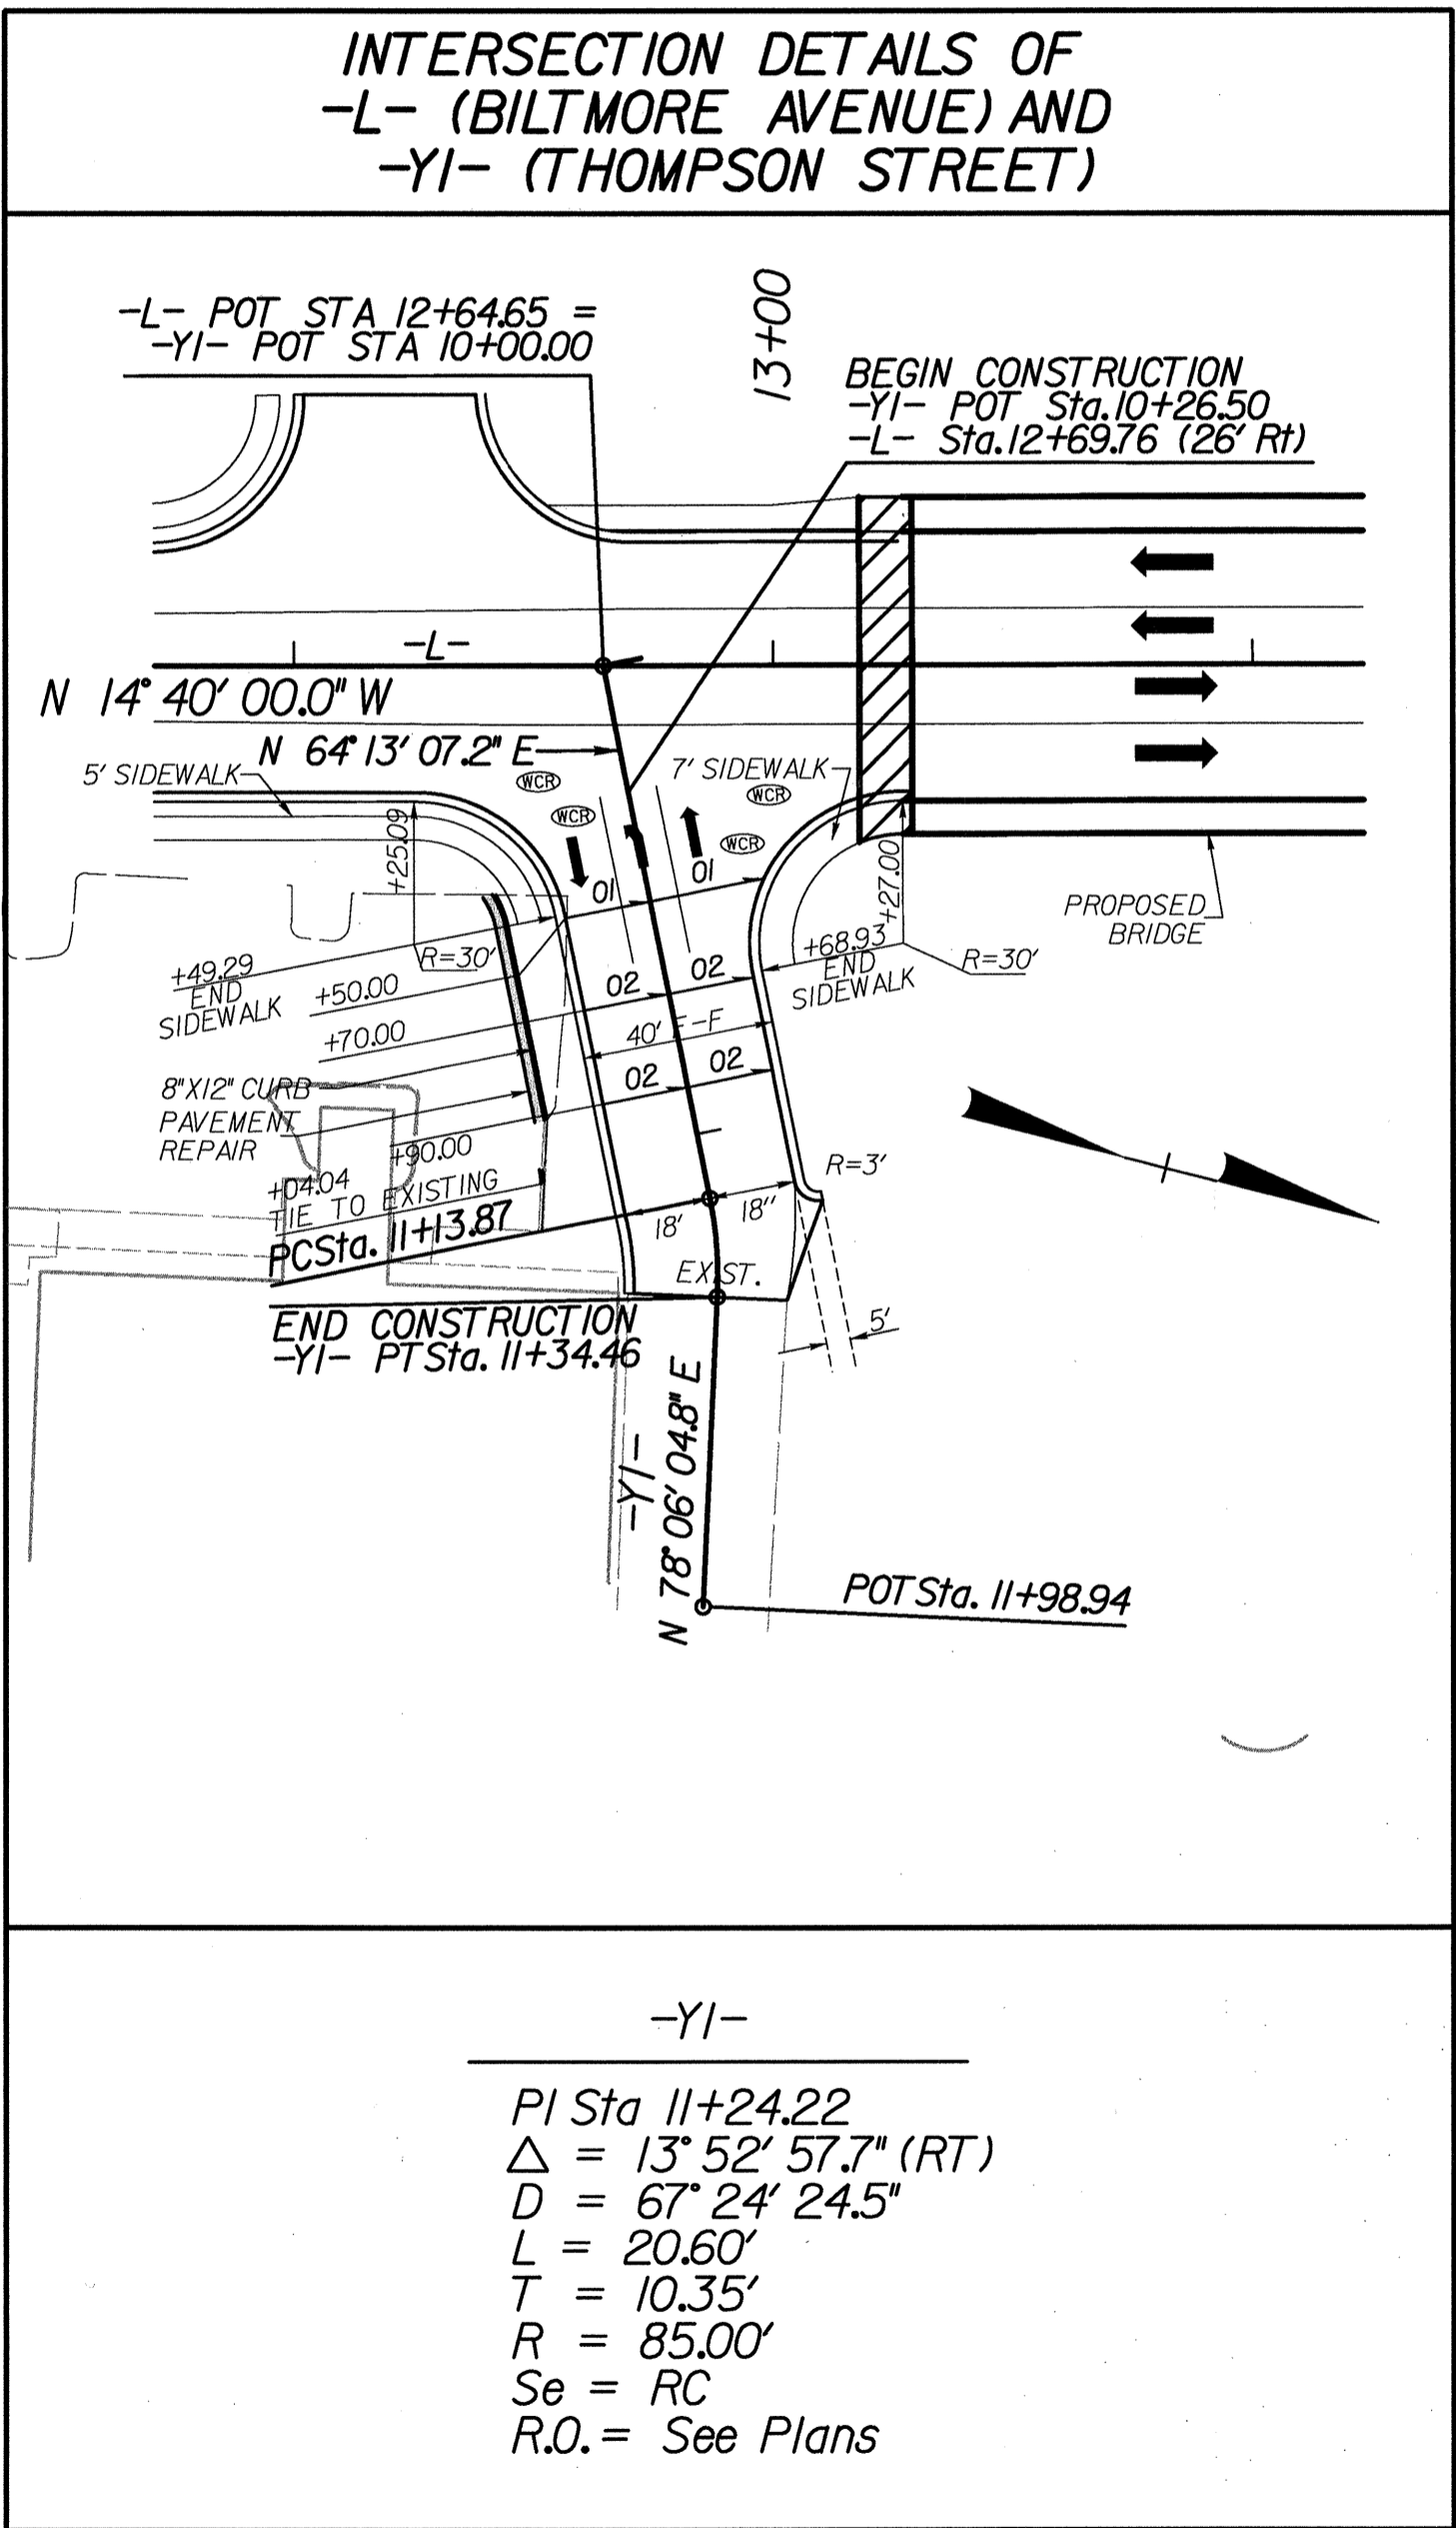 INTERSECTION DETAILS OF
-L- (BILTMORE AVENUE) AND
-Y1- (THOMPSON STREET)
-L- POT STA 12+64.65 =
-Y1- POT STA 10+00.00
13+00
BEGIN CONSTRUCTION
-Y1- POT Sta.10+26.50
-L- Sta.12+69.76 (26' Rt)
-L-
N 14° 40' 00.0" W
N 64° 13' 07.2" E
5' SIDEWALK
7' SIDEWALK
WCR
WCR
WCR
WCR
+25.09
+27.00
01
01
PROPOSED
BRIDGE
R=30'
R=30'
+49.29
END
SIDEWALK
+68.93
END
SIDEWALK
+50.00
02
02
+70.00
40' F-F
02
02
8"X12" CURB
PAVEMENT
REPAIR
+90.00
R=3'
+04.04
TIE TO EXISTING
PCSta. 11+13.87
18'
18"
EXIST.
END CONSTRUCTION
-Y1- PTSta. 11+34.46
5'
-Y1-
N 78° 06' 04.8" E
POTSta. 11+98.94
-Y1-
PI Sta 11+24.22
△ = 13° 52' 57.7" (RT)
D = 67° 24' 24.5"
L = 20.60'
T = 10.35'
R = 85.00'
Se = RC
R.O. = See Plans